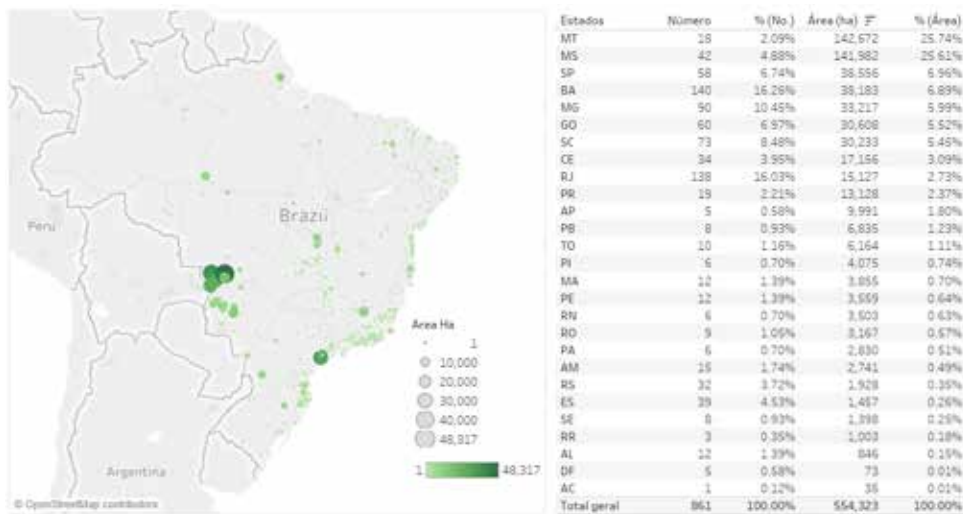 Estados Número % (No.) Área (ha) % (Área)
MT 18 2.09% 142,672 25.74%
MS 42 4.88% 141,982 25.61%
SP 58 6.74% 38,556 6.96%
BA 140 16.26% 38,183 6.89%
MG 90 10.45% 33,217 5.99%
GO 60 6.97% 30,608 5.52%
SC 73 8.48% 30,233 5.45%
CE 34 3.95% 17,156 3.09%
RJ 138 16.03% 15,127 2.73%
PR 19 2.21% 13,128 2.37%
AP 5 0.58% 9,991 1.80%
PB 8 0.93% 6,835 1.23%
TO 10 1.16% 6,164 1.11%
PI 6 0.70% 4,075 0.74%
MA 12 1.39% 3,855 0.70%
PE 12 1.39% 3,559 0.64%
RN 6 0.70% 3,503 0.63%
RO 9 1.05% 3,167 0.57%
PA 6 0.70% 2,830 0.51%
AM 15 1.74% 2,741 0.49%
RS 32 3.72% 1,928 0.35%
ES 39 4.53% 1,457 0.26%
SE 8 0.93% 1,398 0.25%
RR 3 0.35% 1,003 0.18%
AL 12 1.39% 846 0.15%
DF 5 0.58% 73 0.01%
AC 1 0.12% 35 0.01%
Total geral 861 100.00% 554,323 100.00%
Peru
Brazil
Argentina
Area Ha
1
10,000
20,000
30,000
40,000
48,317
1 48,317
© OpenStreetMap contributors